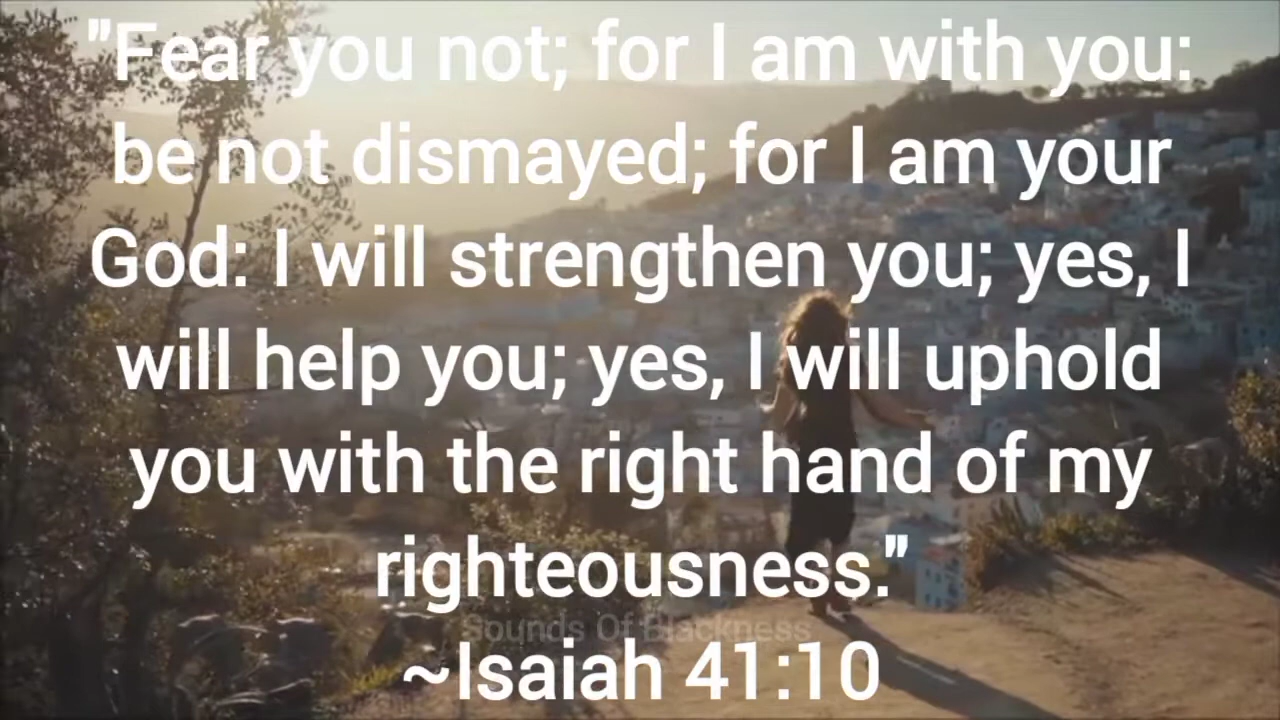 "Fear you not; for I am with you:
be not dismayed; for I am your
God: I will strengthen you; yes, I
will help you; yes, I will uphold
you with the right hand of my
righteousness."
Sounds Of Blackness
~Isaiah 41:10